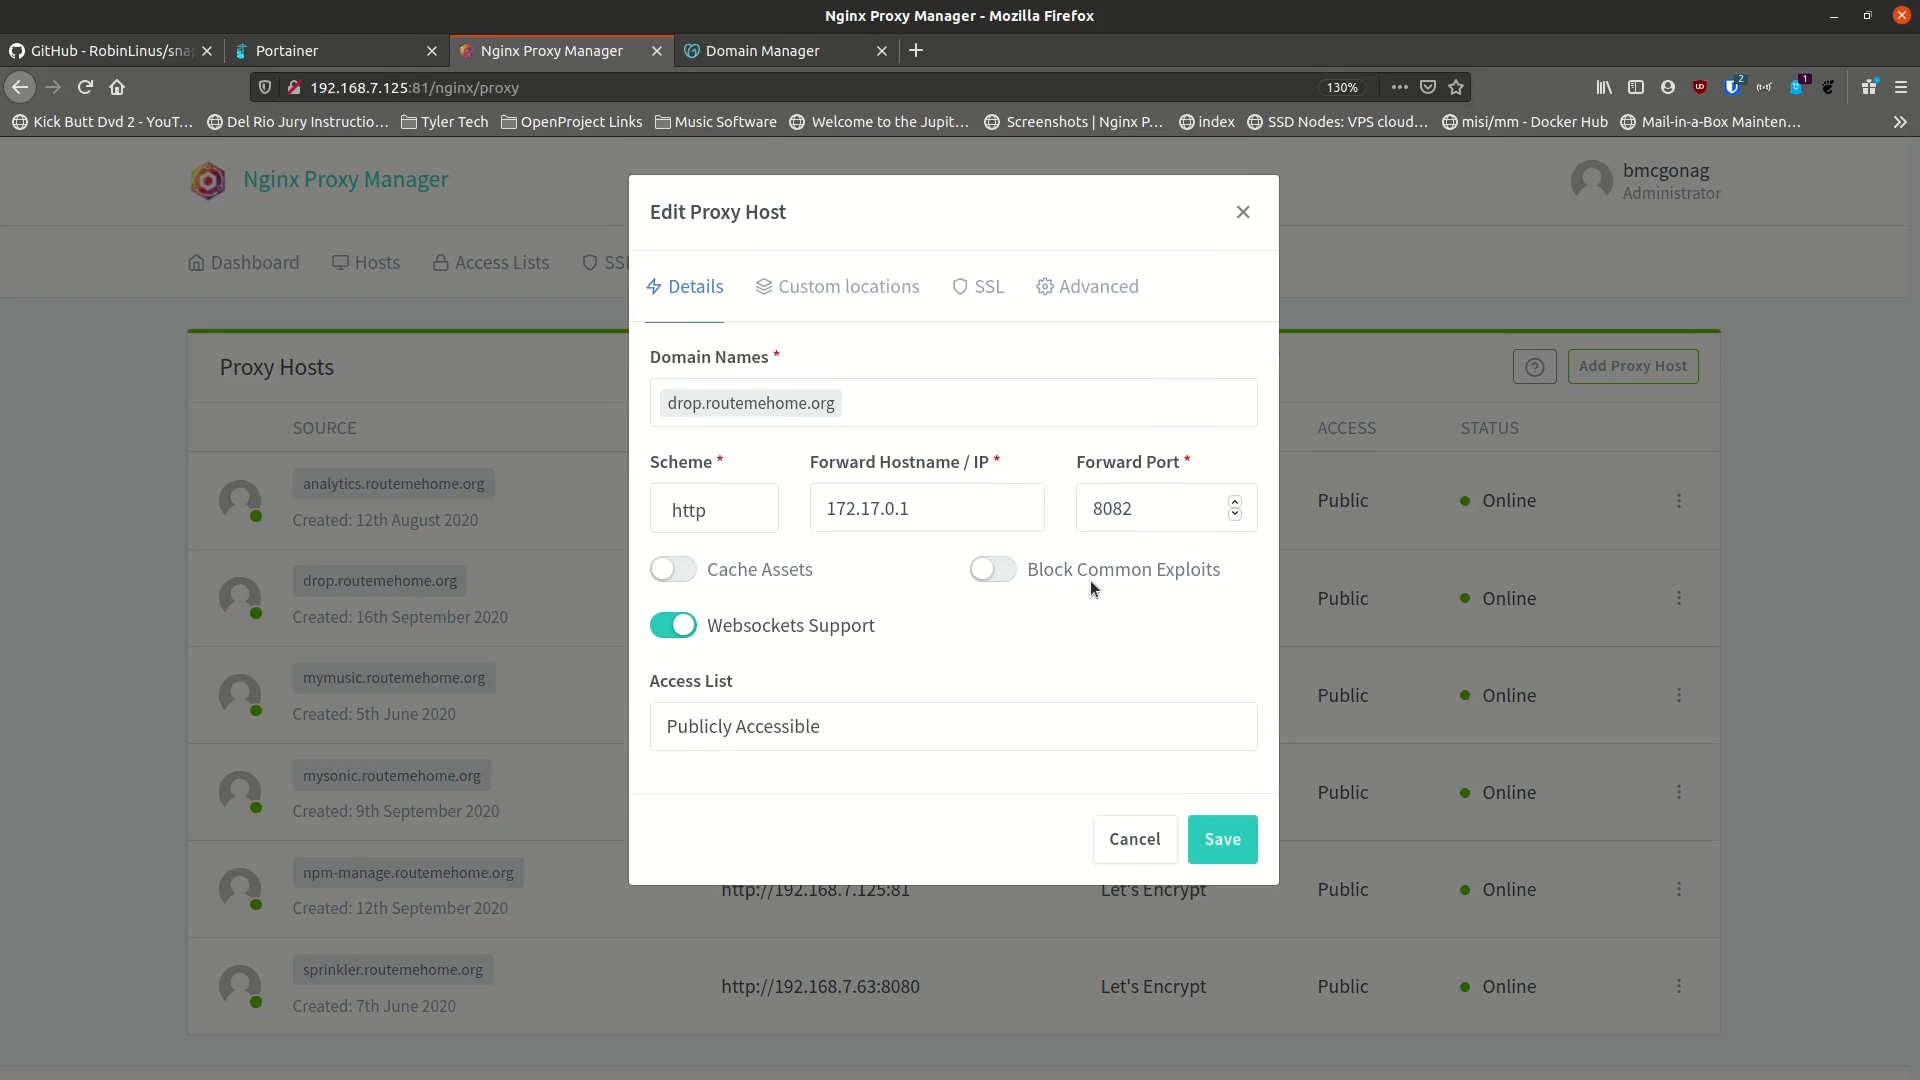 Nginx Proxy Manager - Mozilla Firefox
GitHub - RobinLinus/sna
Portainer
Nginx Proxy Manager
Domain Manager
192.168.7.125:81/nginx/proxy
130%
2
1
Kick Butt Dvd 2 - YouT...
Del Rio Jury Instructio...
Tyler Tech
OpenProject Links
Music Software
Welcome to the Jupit...
Screenshots | Nginx P...
index
SSD Nodes: VPS cloud...
misi/mm - Docker Hub
Mail-in-a-Box Mainten...
Nginx Proxy Manager
bmcgonag
Administrator
Dashboard
Hosts
Access Lists
SSL
Edit Proxy Host
Details
Custom locations
SSL
Advanced
Domain Names *
drop.routemehome.org
Scheme *
Forward Hostname / IP *
Forward Port *
http
172.17.0.1
8082
Cache Assets
Block Common Exploits
Websockets Support
Access List
Publicly Accessible
Cancel
Save
Proxy Hosts
Add Proxy Host
SOURCE
ACCESS
STATUS
analytics.routemehome.org
Created: 12th August 2020
Public
Online
drop.routemehome.org
Created: 16th September 2020
Public
Online
mymusic.routemehome.org
Created: 5th June 2020
Public
Online
mysonic.routemehome.org
Created: 9th September 2020
Public
Online
npm-manage.routemehome.org
Created: 12th September 2020
http://192.168.7.125:81
Let's Encrypt
Public
Online
sprinkler.routemehome.org
Created: 7th June 2020
http://192.168.7.63:8080
Let's Encrypt
Public
Online